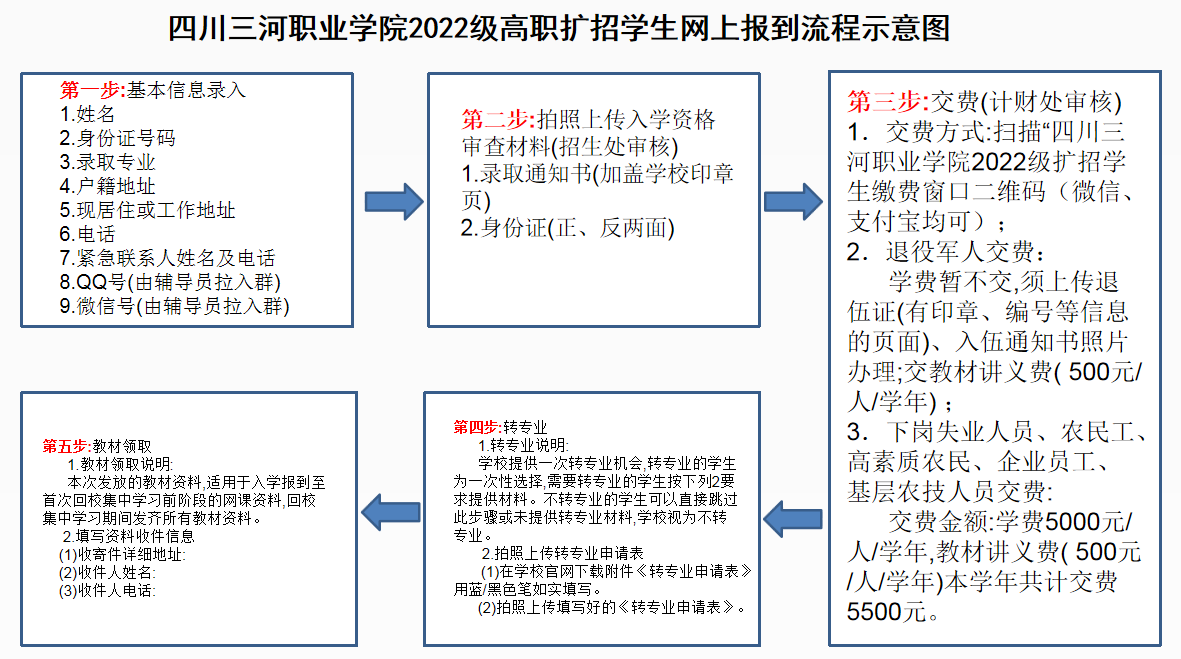 四川三河职业学院2022级高职扩招学生网上报到流程示意图
第一步:基本信息录入
1.姓名
2.身份证号码
3.录取专业
4.户籍地址
5.现居住或工作地址
6.电话
7.紧急联系人姓名及电话
8.QQ号(由辅导员拉入群)
9.微信号(由辅导员拉入群)
第二步:拍照上传入学资格
审查材料(招生处审核)
1.录取通知书(加盖学校印章
页)
2.身份证(正、反两面)
第三步:交费(计财处审核)
1．交费方式:扫描“四川三
河职业学院2022级扩招学
生缴费窗口二维码（微信、
支付宝均可）;
2．退役军人交费：
学费暂不交,须上传退
伍证(有印章、编号等信息
的页面)、入伍通知书照片
办理;交教材讲义费( 500元/
人/学年)；
3．下岗失业人员、农民工、
高素质农民、企业员工、
基层农技人员交费:
交费金额:学费5000元/
人/学年,教材讲义费( 500元
/人/学年)本学年共计交费
5500元。
第四步:转专业
1.转专业说明:
学校提供一次转专业机会,转专业的学生
为一次性选择,需要转专业的学生按下列2要
求提供材料。不转专业的学生可以直接跳过
此步骤或未提供转专业材料,学校视为不转
专业。
2.拍照上传转专业申请表
(1)在学校官网下载附件《转专业申请表》
用蓝/黑色笔如实填写。
(2)拍照上传填写好的《转专业申请表》。
第五步:教材领取
1.教材领取说明:
本次发放的教材资料,适用于入学报到至
首次回校集中学习前阶段的网课资料,回校
集中学习期间发齐所有教材资料。
2.填写资料收件信息
(1)收寄件详细地址:
(2)收件人姓名:
(3)收件人电话: